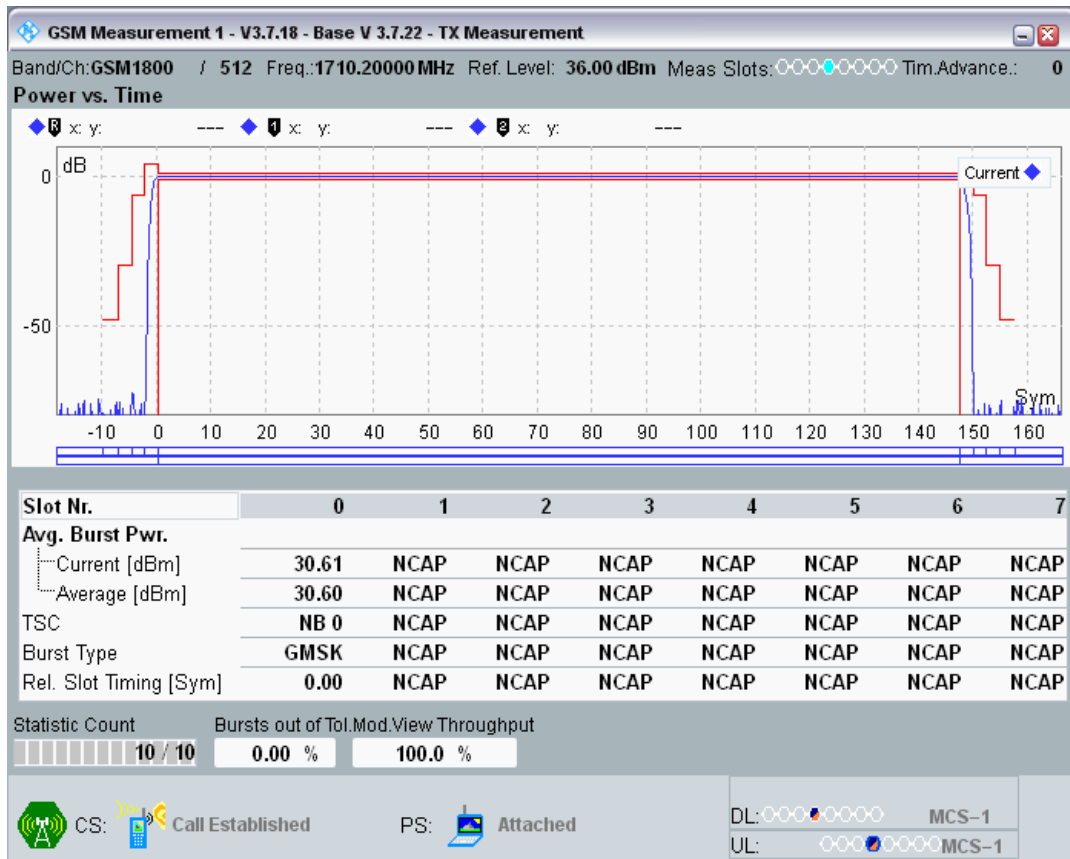 GSM Measurement 1 - V3.7.18 - Base V 3.7.22 - TX Measurement
Band/Ch:GSM1800 / 512 Freq.:1710.20000 MHz Ref. Level: 36.00 dBm Meas Slots: Tim.Advance.: 0
Power vs. Time
R x: y: --- 1 x: y: --- 2 x: y: ---
dB
Current
0
-50
Sym
-10 0 10 20 30 40 50 60 70 80 90 100 110 120 130 140 150 160
Slot Nr. 0 1 2 3 4 5 6 7
Avg. Burst Pwr.
Current [dBm] 30.61 NCAP NCAP NCAP NCAP NCAP NCAP NCAP
Average [dBm] 30.60 NCAP NCAP NCAP NCAP NCAP NCAP NCAP
TSC NB 0 NCAP NCAP NCAP NCAP NCAP NCAP NCAP
Burst Type GMSK NCAP NCAP NCAP NCAP NCAP NCAP NCAP
Rel. Slot Timing [Sym] 0.00 NCAP NCAP NCAP NCAP NCAP NCAP NCAP
Statistic Count Bursts out of Tol.Mod.View Throughput
10 / 10 0.00 % 100.0 %
CS: Call Established PS: Attached
DL: MCS-1
UL: MCS-1